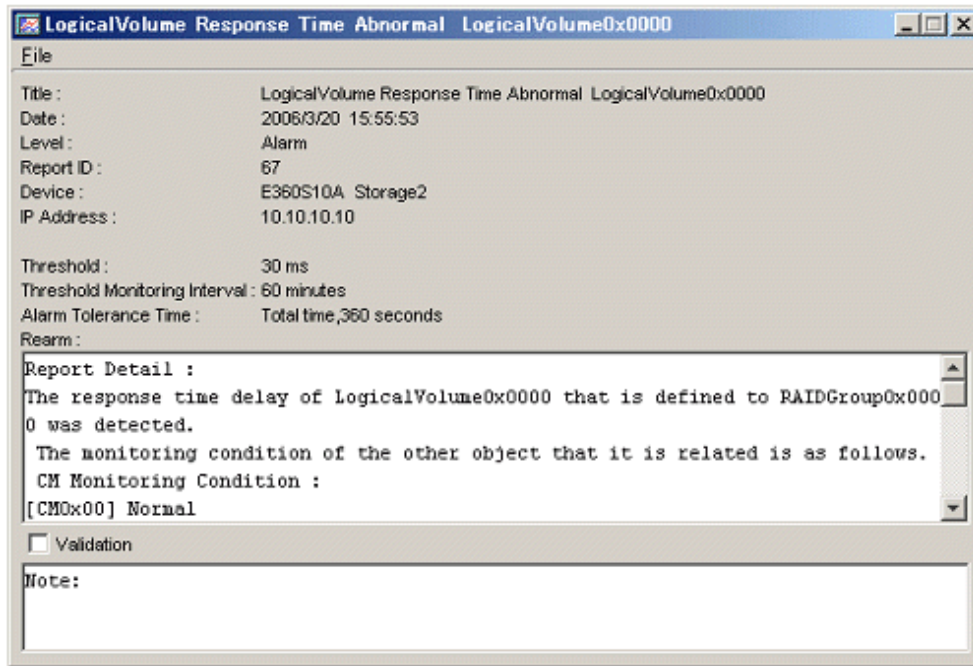 LogicalVolume Response Time Abnormal LogicalVolume0x0000
File
Title : LogicalVolume Response Time Abnormal LogicalVolume0x0000
Date : 2006/3/20 15:55:53
Level : Alarm
Report ID : 67
Device : E360S10A Storage2
IP Address : 10.10.10.10
Threshold : 30 ms
Threshold Monitoring Interval : 60 minutes
Alarm Tolerance Time : Total time,360 seconds
Rearm :
Report Detail :
The response time delay of LogicalVolume0x0000 that is defined to RAIDGroup0x000
0 was detected.
The monitoring condition of the other object that it is related is as follows.
CM Monitoring Condition :
[CM0x00] Normal
Validation
Note: